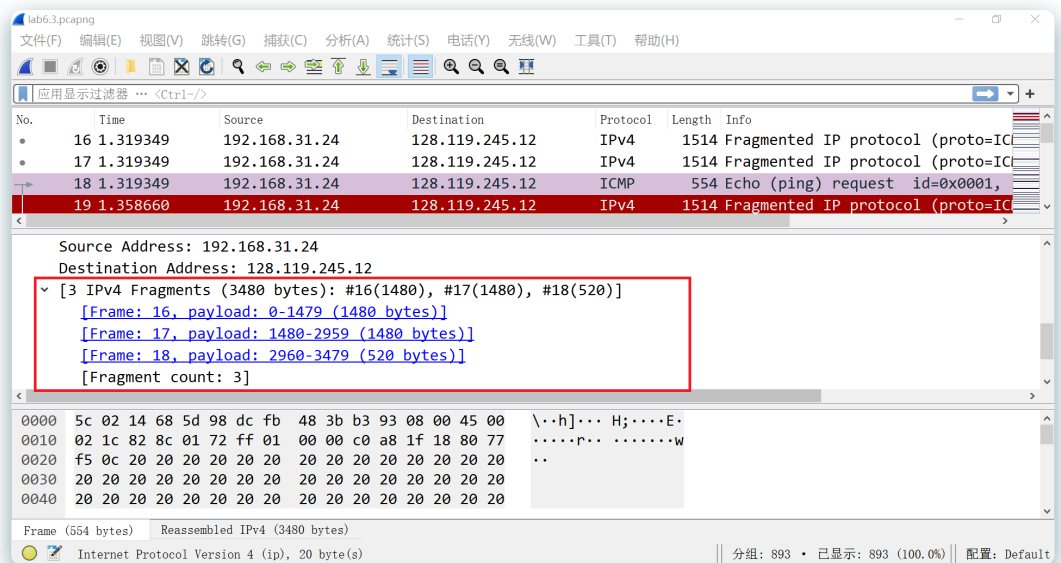 lab6.3.pcapng
文件(F) 编辑(E) 视图(V) 跳转(G) 捕获(C) 分析(A) 统计(S) 电话(Y) 无线(W) 工具(T) 帮助(H)
应用显示过滤器 … <Ctrl-/>
No. Time Source Destination Protocol Length Info
16 1.319349 192.168.31.24 128.119.245.12 IPv4 1514 Fragmented IP protocol (proto=IC
17 1.319349 192.168.31.24 128.119.245.12 IPv4 1514 Fragmented IP protocol (proto=IC
18 1.319349 192.168.31.24 128.119.245.12 ICMP 554 Echo (ping) request id=0x0001,
19 1.358660 192.168.31.24 128.119.245.12 IPv4 1514 Fragmented IP protocol (proto=IC
Source Address: 192.168.31.24
Destination Address: 128.119.245.12
[3 IPv4 Fragments (3480 bytes): #16(1480), #17(1480), #18(520)]
[Frame: 16, payload: 0-1479 (1480 bytes)]
[Frame: 17, payload: 1480-2959 (1480 bytes)]
[Frame: 18, payload: 2960-3479 (520 bytes)]
[Fragment count: 3]
0000 5c 02 14 68 5d 98 dc fb 48 3b b3 93 08 00 45 00 \··h]··· H;····E·
0010 02 1c 82 8c 01 72 ff 01 00 00 c0 a8 1f 18 80 77 ·····r·· ·······w
0020 f5 0c 20 20 20 20 20 20 20 20 20 20 20 20 20 20 ··
0030 20 20 20 20 20 20 20 20 20 20 20 20 20 20 20 20
0040 20 20 20 20 20 20 20 20 20 20 20 20 20 20 20 20
Frame (554 bytes) Reassembled IPv4 (3480 bytes)
Internet Protocol Version 4 (ip), 20 byte(s) 分组: 893 · 已显示: 893 (100.0%) 配置: Default